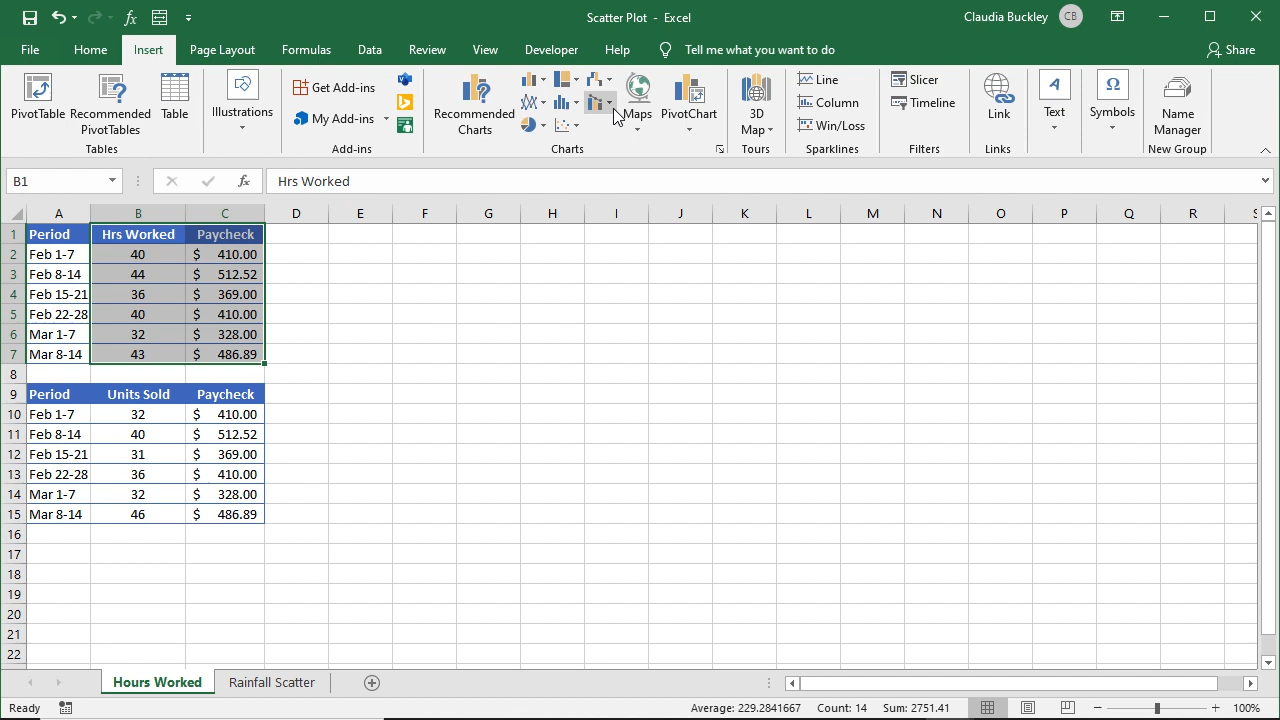 Scatter Plot - Excel
Claudia Buckley CB
File Home Insert Page Layout Formulas Data Review View Developer Help Tell me what you want to do Share
PivotTable Recommended PivotTables Table
Tables
Illustrations
Get Add-ins
My Add-ins
Add-ins
Recommended Charts
Maps
PivotChart
Charts
3D Map
Tours
Line
Column
Win/Loss
Sparklines
Slicer
Timeline
Filters
Link
Links
Text
Symbols
Name Manager
New Group
B1 fx Hrs Worked
A B C D E F G H I J K L M N O P Q R S
1 Period Hrs Worked Paycheck
2 Feb 1-7 40 $ 410.00
3 Feb 8-14 44 $ 512.52
4 Feb 15-21 36 $ 369.00
5 Feb 22-28 40 $ 410.00
6 Mar 1-7 32 $ 328.00
7 Mar 8-14 43 $ 486.89
8
9 Period Units Sold Paycheck
10 Feb 1-7 32 $ 410.00
11 Feb 8-14 40 $ 512.52
12 Feb 15-21 31 $ 369.00
13 Feb 22-28 36 $ 410.00
14 Mar 1-7 32 $ 328.00
15 Mar 8-14 46 $ 486.89
16
17
18
19
20
21
22
Hours Worked Rainfall Scatter
Ready Average: 229.2841667 Count: 14 Sum: 2751.41 100%